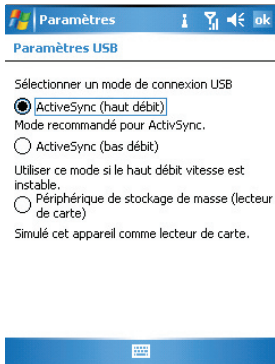 Paramètres ok
Paramètres USB
Sélectionner un mode de connexion USB
ActiveSync (haut débit)
Mode recommandé pour ActivSync.
ActiveSync (bas débit)
Utiliser ce mode si le haut débit vitesse est
instable.
Périphérique de stockage de masse (lecteur
de carte)
Simulé cet appareil comme lecteur de carte.